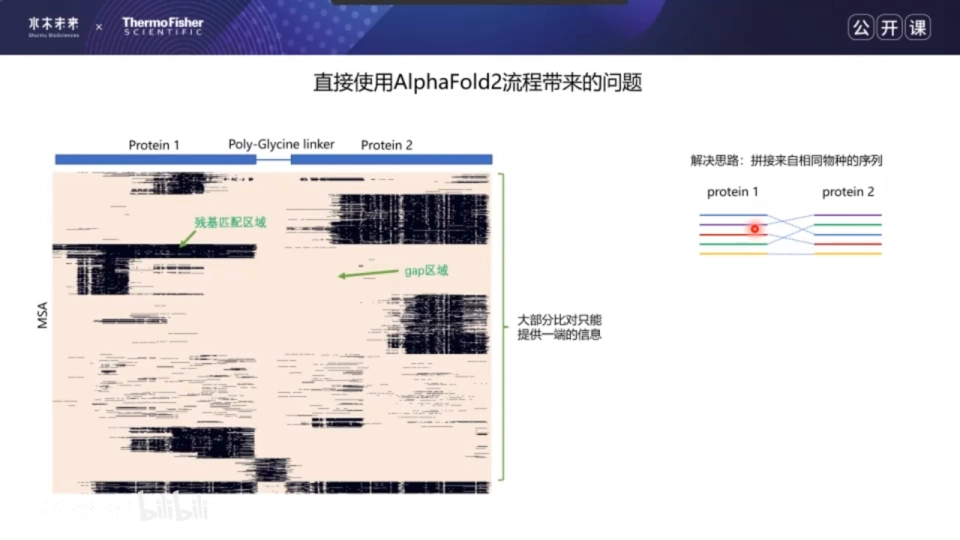 水木未来
Shuimu BioSciences
×
ThermoFisher
SCIENTIFIC
公开课
直接使用AlphaFold2流程带来的问题
Protein 1
Poly-Glycine linker
Protein 2
解决思路：拼接来自相同物种的序列
protein 1
protein 2
残基匹配区域
gap区域
MSA
大部分比对只能
提供一端的信息
bilibili